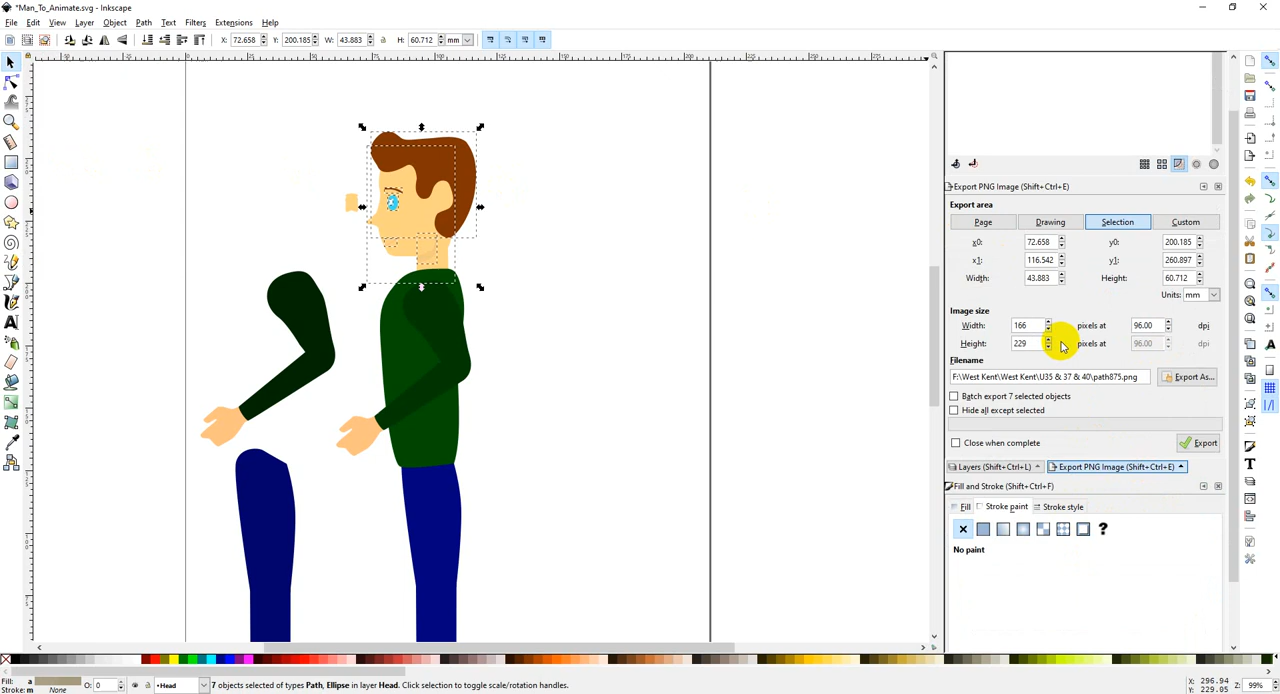 *Man_To_Animate.svg - Inkscape
File Edit View Layer Object Path Text Filters Extensions Help
X: 72.658 Y: 200.185 W: 43.883 H: 60.712 mm
Export PNG Image (Shift+Ctrl+E)
Export area
Page Drawing Selection Custom
x0: 72.658 y0: 200.185
x1: 116.542 y1: 260.897
Width: 43.883 Height: 60.712
Units: mm
Image size
Width: 166 pixels at 96.00 dpi
Height: 229 pixels at 96.00 dpi
Filename
F:\West Kent\West Kent\U35 & 37 & 40\path875.png Export As...
Batch export 7 selected objects
Hide all except selected
Close when complete Export
Layers (Shift+Ctrl+L) Export PNG Image (Shift+Ctrl+E)
Fill and Stroke (Shift+Ctrl+F)
Fill Stroke paint Stroke style
?
No paint
Fill: a O: 0 •Head 7 objects selected of types Path, Ellipse in layer Head. Click selection to toggle scale/rotation handles. X: 296.94 Z: 99%
Stroke: m None Y: 229.05